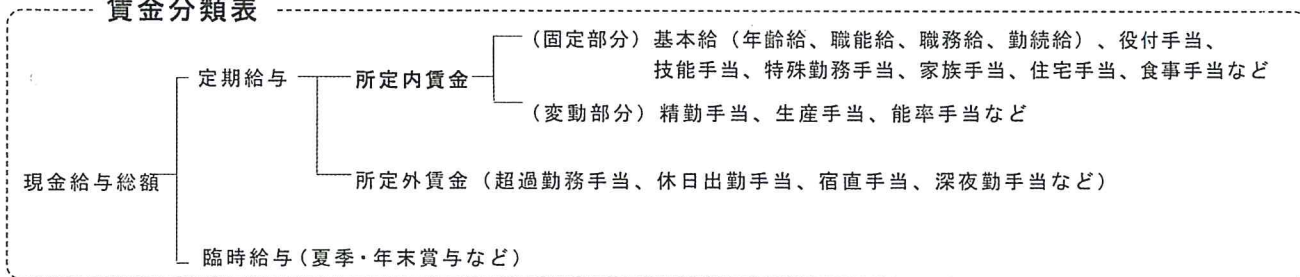 賃金分類表
(固定部分) 基本給(年齢給、職能給、職務給、勤続給)、役付手当、
技能手当、特殊勤務手当、家族手当、住宅手当、食事手当など
定期給与
所定内賃金
(変動部分) 精勤手当、生産手当、能率手当など
現金給与総額
所定外賃金(超過勤務手当、休日出勤手当、宿直手当、深夜勤手当など)
臨時給与(夏季・年末賞与など)